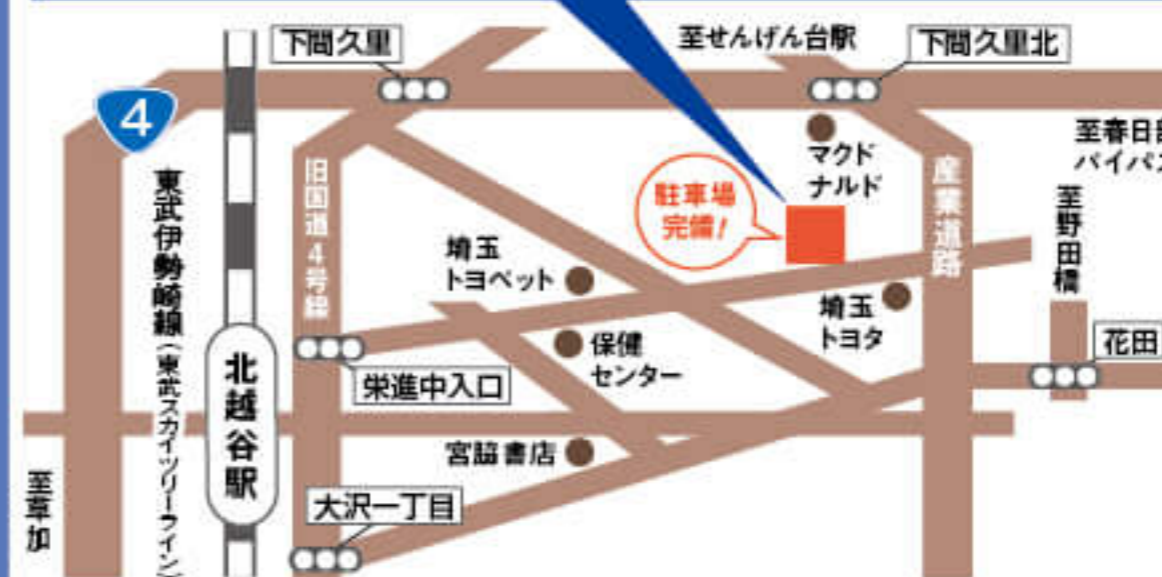 下間久里
至せんげん台駅
下間久里北
4
マクド
ナルド
至春日部
バイパス
東武伊勢崎線(東武スカイツリーライン)
旧国道4号線
駐車場
完備!
産業道路
至野田橋
埼玉
トヨペット
埼玉
トヨタ
保健
センター
花田
北越谷駅
栄進中入口
宮脇書店
至草加
大沢一丁目